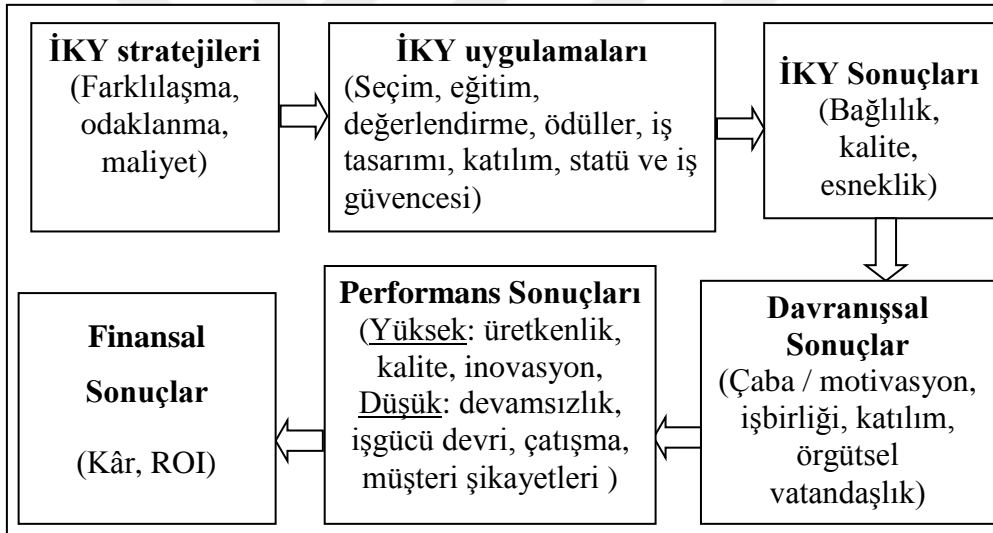 İKY stratejileri
(Farklılaşma,
odaklanma,
maliyet)
İKY uygulamaları
(Seçim, eğitim,
değerlendirme, ödüller, iş
tasarımı, katılım, statü ve iş
güvencesi)
İKY Sonuçları
(Bağlılık,
kalite,
esneklik)
Davranışsal
Sonuçlar
(Çaba / motivasyon,
işbirliği, katılım,
örgütsel
vatandaşlık)
Performans Sonuçları
(Yüksek: üretkenlik,
kalite, inovasyon,
Düşük: devamsızlık,
işgücü devri, çatışma,
müşteri şikayetleri )
Finansal
Sonuçlar
(Kâr, ROI)